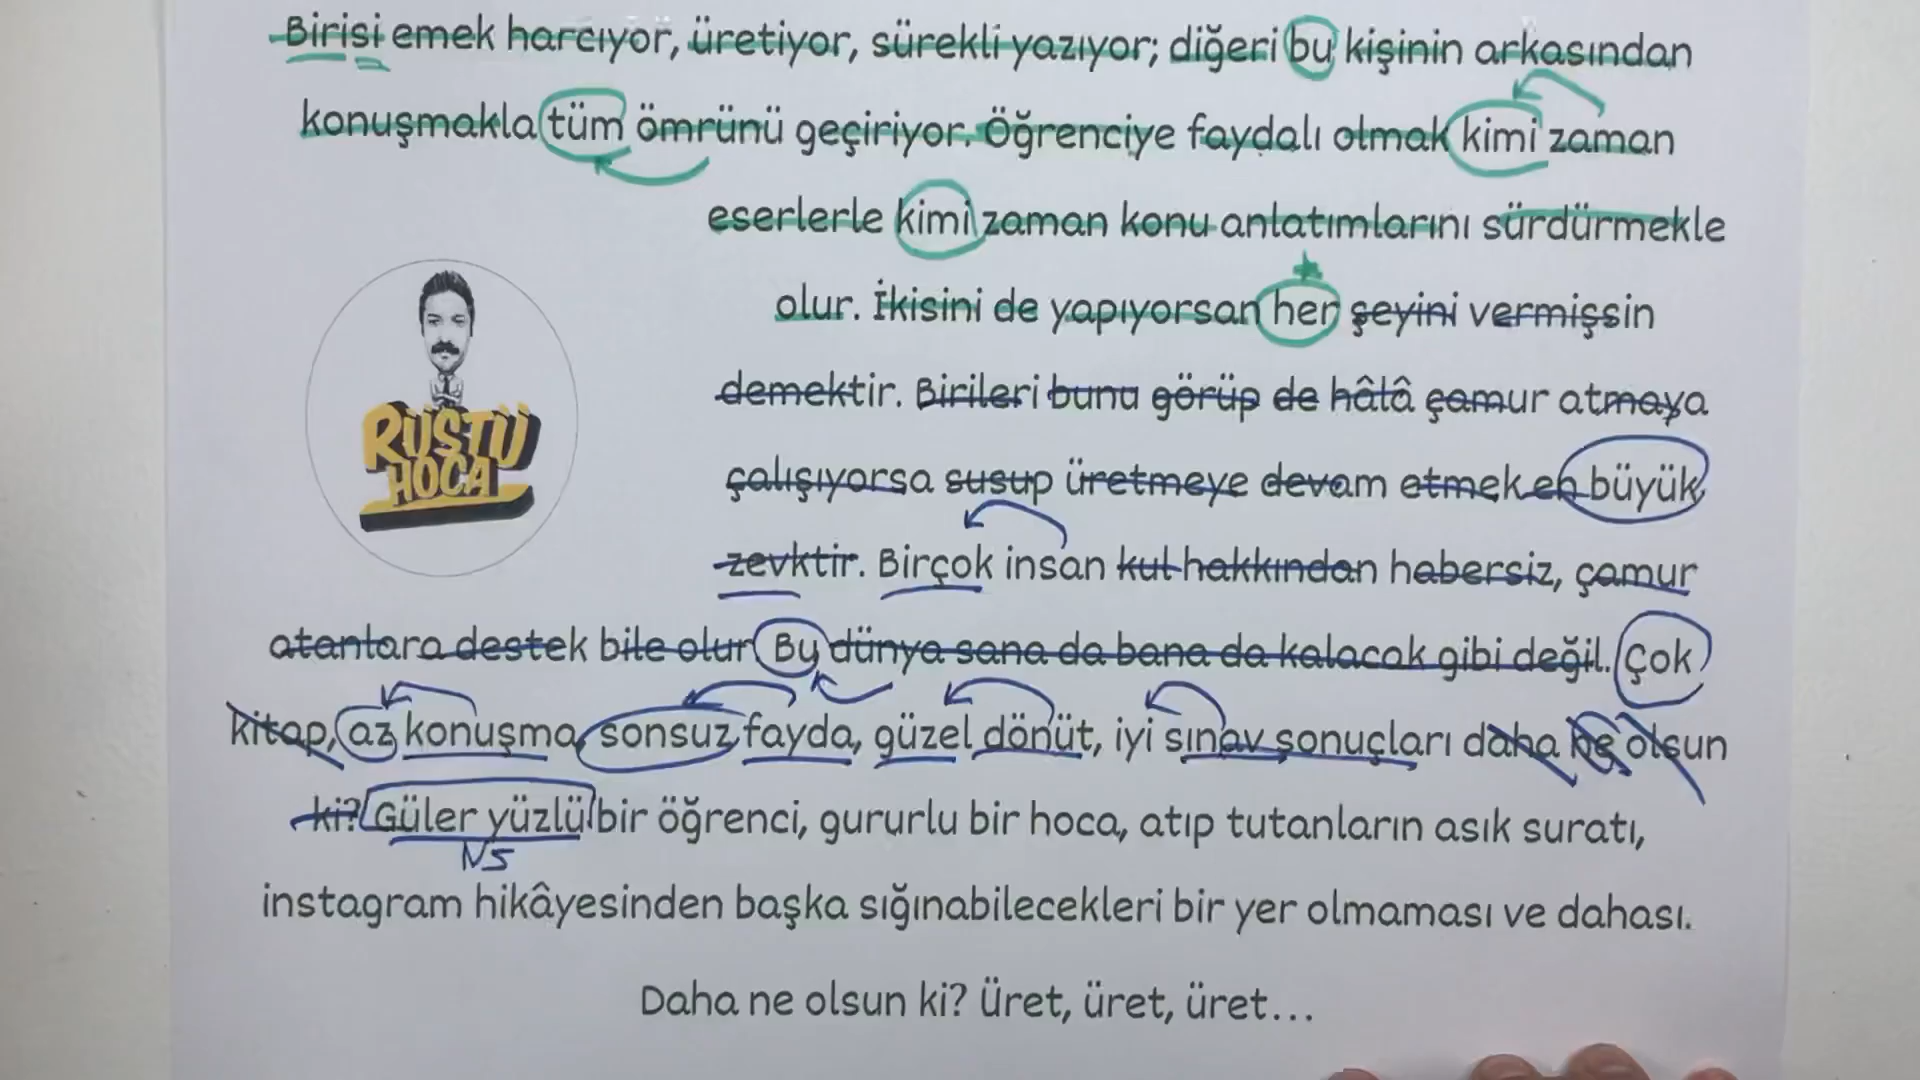 Birisi emek harcıyor, üretiyor, sürekli yazıyor; diğeri bu kişinin arkasından
konuşmakla tüm ömrünü geçiriyor. Öğrenciye faydalı olmak kimi zaman
eserlerle kimi zaman konu anlatımlarını sürdürmekle
olur. İkisini de yapıyorsan her şeyini vermişsin
demektir. Birileri bunu görüp de hâlâ çamur atmaya
çalışıyorsa susup üretmeye devam etmek en büyük
zevktir. Birçok insan kul hakkından habersiz, çamur
atanlara destek bile olur. Bu dünya sana da bana da kalacak gibi değil. Çok
kitap, az konuşma, sonsuz fayda, güzel dönüt, iyi sınav sonuçları daha ne olsun
ki? Güler yüzlü bir öğrenci, gururlu bir hoca, atıp tutanların asık suratı,
NS
instagram hikâyesinden başka sığınabilecekleri bir yer olmaması ve dahası.
Daha ne olsun ki? Üret, üret, üret...
RÜŞTÜ
HOCA